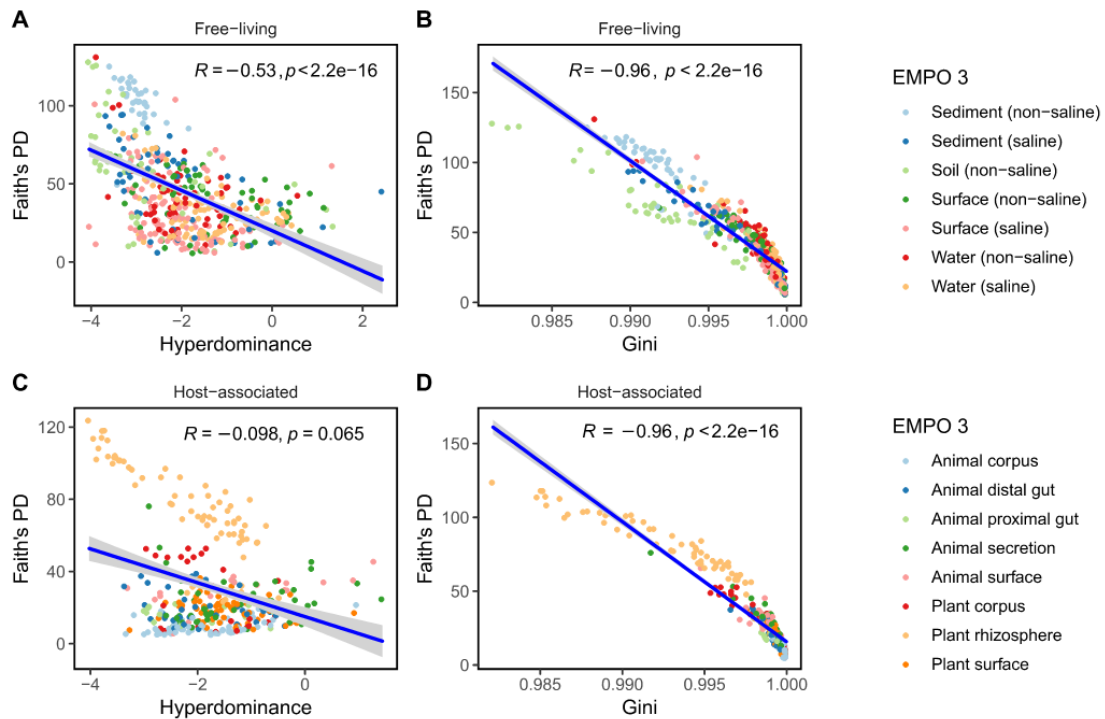 A
Free−living
R = −0.53, p < 2.2e−16
Faith's PD
100
50
0
−4
−2
0
2
Hyperdominance
B
Free−living
R = −0.96, p < 2.2e−16
Faith's PD
150
100
50
0
0.985
0.990
0.995
1.000
Gini
EMPO 3
Sediment (non−saline)
Sediment (saline)
Soil (non−saline)
Surface (non−saline)
Surface (saline)
Water (non−saline)
Water (saline)
C
Host−associated
R = −0.098, p = 0.065
Faith's PD
120
80
40
0
−4
−2
0
Hyperdominance
D
Host−associated
R = −0.96, p < 2.2e−16
Faith's PD
150
100
50
0
0.985
0.990
0.995
1.000
Gini
EMPO 3
Animal corpus
Animal distal gut
Animal proximal gut
Animal secretion
Animal surface
Plant corpus
Plant rhizosphere
Plant surface